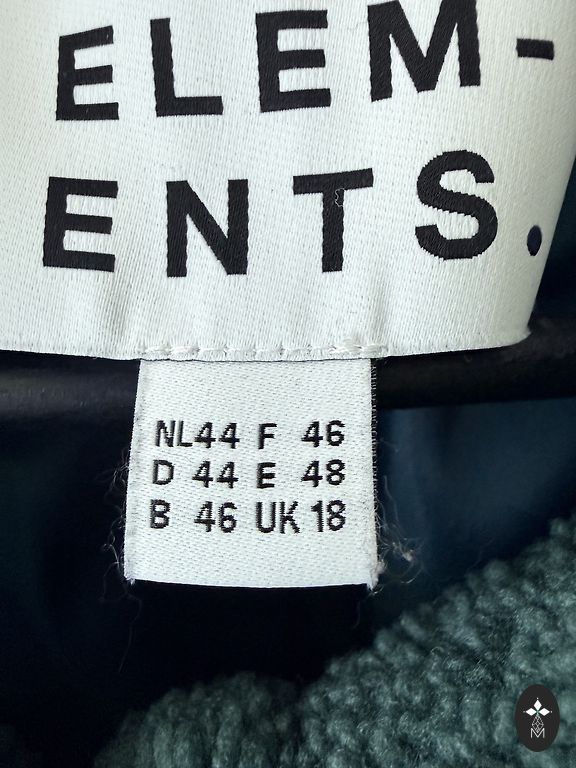 ELEM-
ENTS.
NL44 F 46
D 44 E 48
B 46 UK 18
M